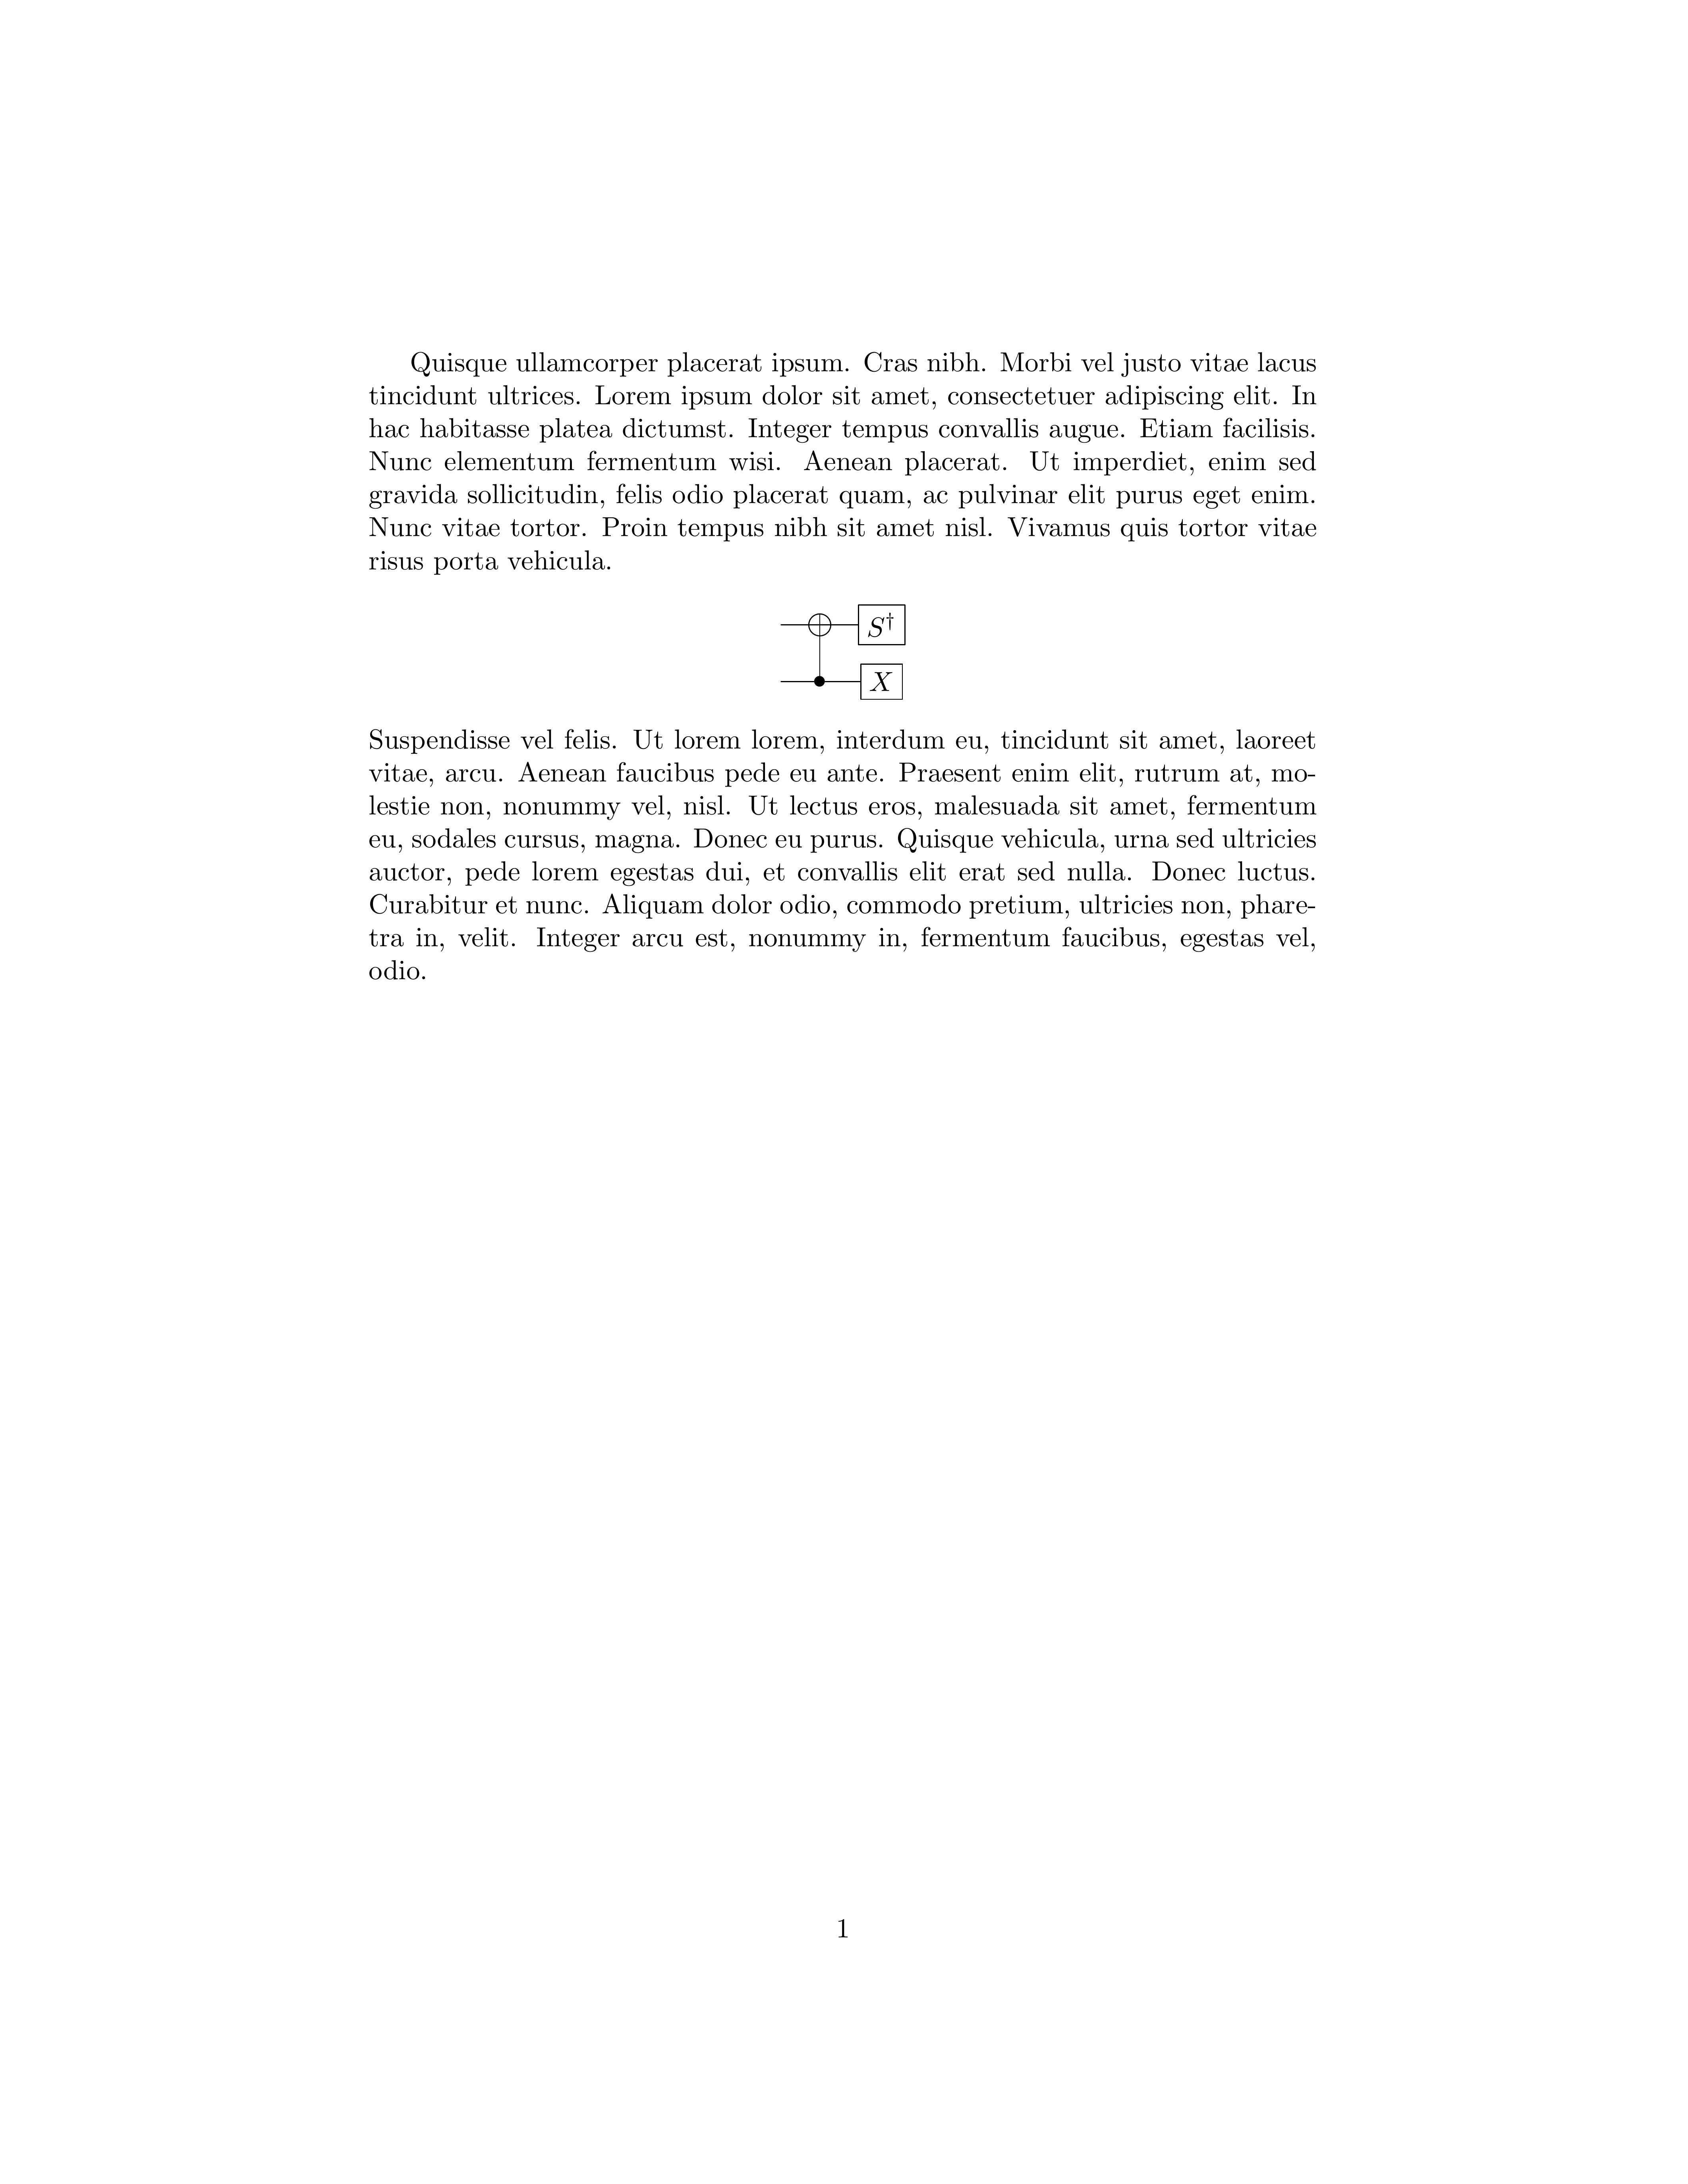 Quisque ullamcorper placerat ipsum. Cras nibh. Morbi vel justo vitae lacus
tincidunt ultrices. Lorem ipsum dolor sit amet, consectetuer adipiscing elit. In
hac habitasse platea dictumst. Integer tempus convallis augue. Etiam facilisis.
Nunc elementum fermentum wisi. Aenean placerat. Ut imperdiet, enim sed
gravida sollicitudin, felis odio placerat quam, ac pulvinar elit purus eget enim.
Nunc vitae tortor. Proin tempus nibh sit amet nisl. Vivamus quis tortor vitae
risus porta vehicula.
S†
X
Suspendisse vel felis. Ut lorem lorem, interdum eu, tincidunt sit amet, laoreet
vitae, arcu. Aenean faucibus pede eu ante. Praesent enim elit, rutrum at, mo-
lestie non, nonummy vel, nisl. Ut lectus eros, malesuada sit amet, fermentum
eu, sodales cursus, magna. Donec eu purus. Quisque vehicula, urna sed ultricies
auctor, pede lorem egestas dui, et convallis elit erat sed nulla. Donec luctus.
Curabitur et nunc. Aliquam dolor odio, commodo pretium, ultricies non, phare-
tra in, velit. Integer arcu est, nonummy in, fermentum faucibus, egestas vel,
odio.
1